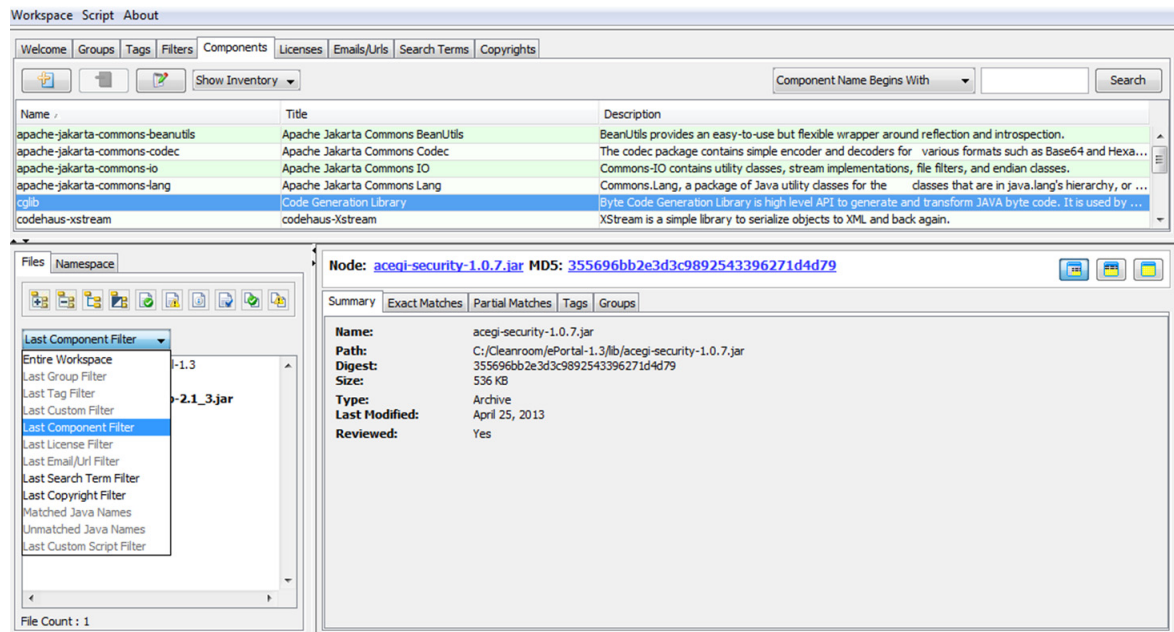 Workspace Script About
Welcome Groups Tags Filters Components Licenses Emails/Urls Search Terms Copyrights
Show Inventory Component Name Begins With Search
Name Title Description
apache-jakarta-commons-beanutils Apache Jakarta Commons BeanUtils BeanUtils provides an easy-to-use but flexible wrapper around reflection and introspection.
apache-jakarta-commons-codec Apache Jakarta Commons Codec The codec package contains simple encoder and decoders for various formats such as Base64 and Hexa...
apache-jakarta-commons-io Apache Jakarta Commons IO Commons-IO contains utility classes, stream implementations, file filters, and endian classes.
apache-jakarta-commons-lang Apache Jakarta Commons Lang Commons.Lang, a package of Java utility classes for the classes that are in java.lang's hierarchy, or ...
cglib Code Generation Library Byte Code Generation Library is high level API to generate and transform JAVA byte code. It is used by ...
codehaus-xstream codehaus-Xstream XStream is a simple library to serialize objects to XML and back again.
Files Namespace
Last Component Filter
Entire Workspace
Last Group Filter
Last Tag Filter
Last Custom Filter
Last Component Filter
Last License Filter
Last Email/Url Filter
Last Search Term Filter
Last Copyright Filter
Matched Java Names
Unmatched Java Names
Last Custom Script Filter
l-1.3
b-2.1_3.jar
File Count : 1
Node: acegi-security-1.0.7.jar MD5: 355696bb2e3d3c9892543396271d4d79
Summary Exact Matches Partial Matches Tags Groups
Name: acegi-security-1.0.7.jar
Path: C:/Cleanroom/ePortal-1.3/lib/acegi-security-1.0.7.jar
Digest: 355696bb2e3d3c9892543396271d4d79
Size: 536 KB
Type: Archive
Last Modified: April 25, 2013
Reviewed: Yes